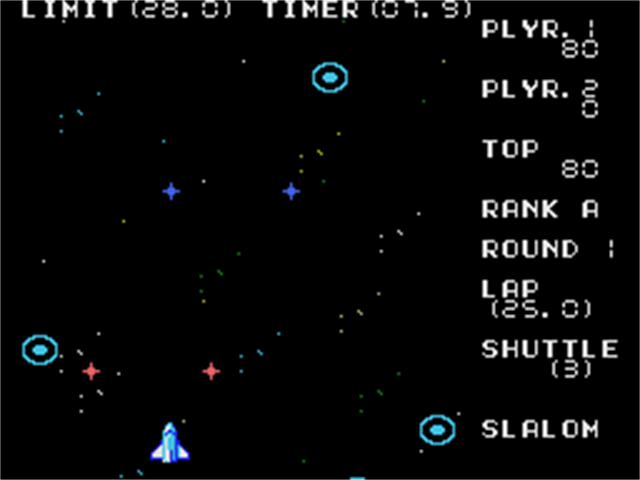 LIMIT(28.0) TIMER(07.9)
PLYR. 1
80
PLYR. 2
0
TOP
80
RANK A
ROUND 1
LAP
(25.0)
SHUTTLE
(3)
SLALOM